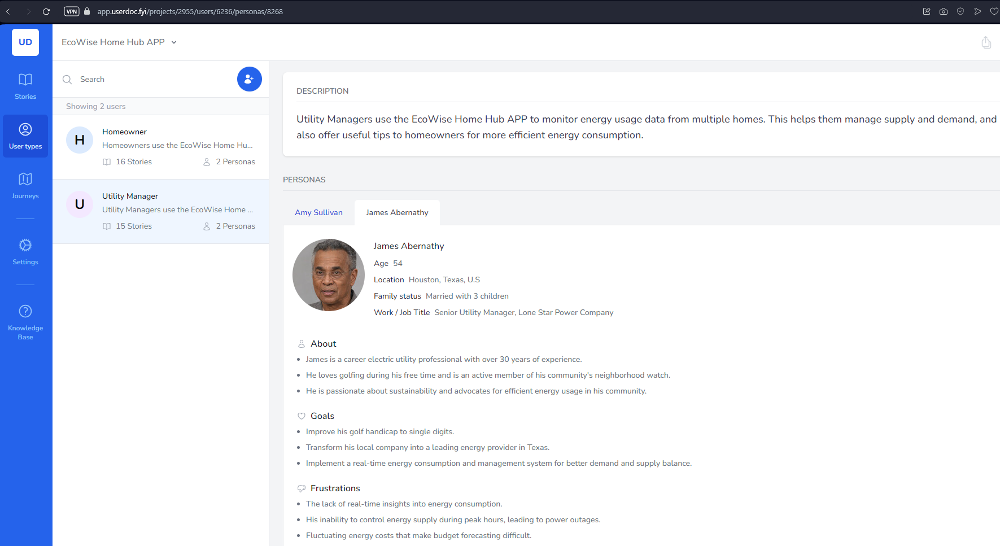 VPN
app.userdoc.fyi/projects/2955/users/6236/personas/8268
UD
EcoWise Home Hub APP
Stories
User types
Journeys
Settings
Knowledge
Base
Search
Showing 2 users
H
Homeowner
Homeowners use the EcoWise Home Hu...
16 Stories
2 Personas
U
Utility Manager
Utility Managers use the EcoWise Home ...
15 Stories
2 Personas
DESCRIPTION
Utility Managers use the EcoWise Home Hub APP to monitor energy usage data from multiple homes. This helps them manage supply and demand, and
also offer useful tips to homeowners for more efficient energy consumption.
PERSONAS
Amy Sullivan
James Abernathy
James Abernathy
Age 54
Location Houston, Texas, U.S
Family status Married with 3 children
Work / Job Title Senior Utility Manager, Lone Star Power Company
About
• James is a career electric utility professional with over 30 years of experience.
• He loves golfing during his free time and is an active member of his community's neighborhood watch.
• He is passionate about sustainability and advocates for efficient energy usage in his community.
Goals
• Improve his golf handicap to single digits.
• Transform his local company into a leading energy provider in Texas.
• Implement a real-time energy consumption and management system for better demand and supply balance.
Frustrations
• The lack of real-time insights into energy consumption.
• His inability to control energy supply during peak hours, leading to power outages.
• Fluctuating energy costs that make budget forecasting difficult.